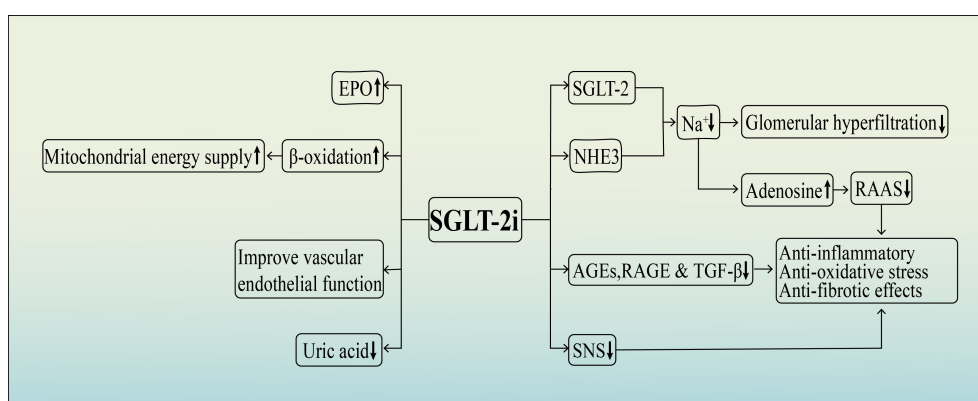 EPO↑
SGLT-2
Na⁺↓
Glomerular hyperfiltration↓
Mitochondrial energy supply↑
β-oxidation↑
NHE3
Adenosine↑
RAAS↓
SGLT-2i
Improve vascular
endothelial function
AGEs,RAGE & TGF-β↓
Anti-inflammatory
Anti-oxidative stress
Anti-fibrotic effects
Uric acid↓
SNS↓